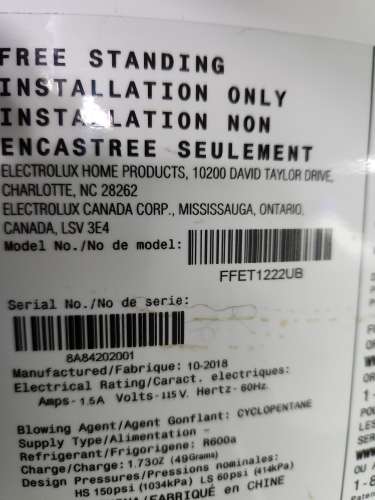 FREE STANDING
INSTALLATION ONLY
INSTALLATION NON
ENCASTREE SEULEMENT
ELECTROLUX HOME PRODUCTS, 10200 DAVID TAYLOR DRIVE,
CHARLOTTE, NC 28262
ELECTROLUX CANADA CORP., MISSISSAUGA, ONTARIO,
CANADA, L5V 3E4
Model No./No de model:
FFET1222UB
Serial No./No de serie:
8A84202001
Manufactured/Fabrique: 10-2018
Electrical Rating/Caract. electriques:
Amps- 1.5A Volts- 115 V. Hertz- 60Hz.
Blowing Agent/Agent Gonflant: CYCLOPENTANE
Supply Type/Alimentation -
Refrigerant/Frigorigene: R600a
Charge/Charge: 1.73OZ (49Grams)
Design Pressures/Pressions nominales:
HS 150psi (1034kPa) LS 60psi (414kPa)
FABRIQUÉ en CHINE